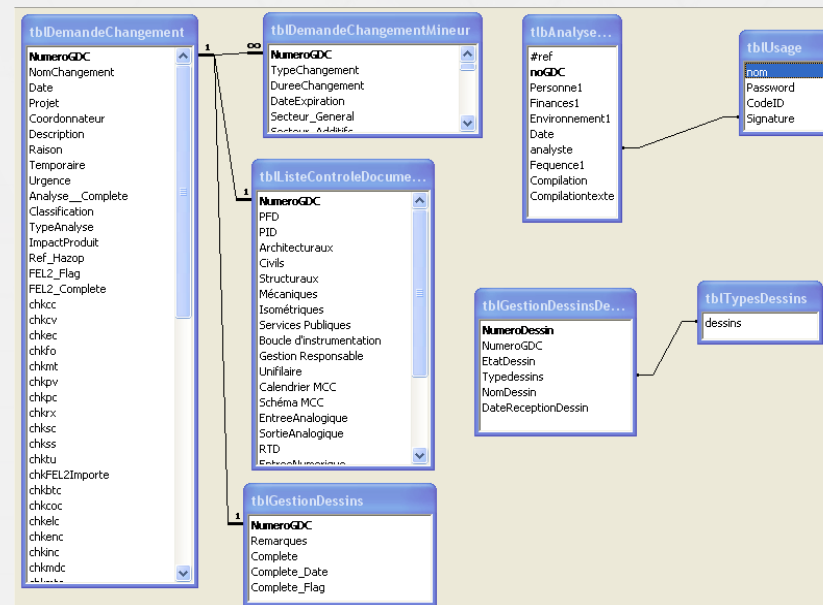 tblDemandeChangement
NumeroGDC
NomChangement
Date
Projet
Coordonnateur
Description
Raison
Temporaire
Urgence
Analyse__Complete
Classification
TypeAnalyse
ImpactProduit
Ref_Hazop
FEL2_Flag
FEL2_Complete
chkcc
chkcv
chkec
chkfo
chkmt
chkpv
chkpc
chkrx
chksc
chkss
chktu
chkFEL2Importe
chkbtc
chkcoc
chkelc
chkenc
chkinc
chkmdc
1
∞
tblDemandeChangementMineur
NumeroGDC
TypeChangement
DureeChangement
DateExpiration
Secteur_General
Secteur_Additifs
1
tblListeControleDocume...
NumeroGDC
PFD
PID
Architecturaux
Civils
Structuraux
Mécaniques
Isométriques
Services Publiques
Boucle d'instrumentation
Gestion Responsable
Unifilaire
Calendrier MCC
Schéma MCC
EntreeAnalogique
SortieAnalogique
RTD
EntreeNumerique
1
tblGestionDessins
NumeroGDC
Remarques
Complete
Complete_Date
Complete_Flag
tlbAnalyse...
#ref
noGDC
Personne1
Finances1
Environnement1
Date
analyste
Fequence1
Compilation
Compilationtexte
tblUsage
nom
Password
CodeID
Signature
tblGestionDessinsDe...
NumeroDessin
NumeroGDC
EtatDessin
Typedessins
NomDessin
DateReceptionDessin
tblTypesDessins
dessins